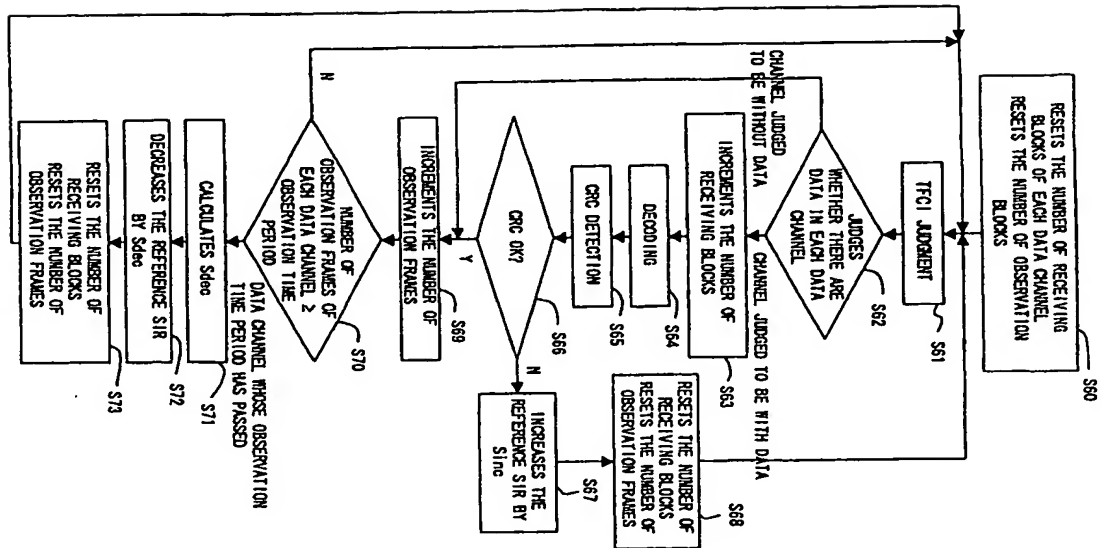 RESETS THE NUMBER OF RECEIVING
BLOCKS OF EACH DATA CHANNEL
RESETS THE NUMBER OF OBSERVATION
BLOCKS
S60
TFCI JUDGMENT
S61
JUDGES
WHETHER THERE ARE
DATA IN EACH DATA
CHANNEL
S62
CHANNEL JUDGED
TO BE WITHOUT DATA
CHANNEL JUDGED TO BE WITH DATA
INCREMENTS THE NUMBER OF
RECEIVING BLOCKS
S63
DECODING
S64
CRC DETECTION
S65
CRC OK?
S66
N
Y
INCREASES THE
REFERENCE SIR BY
Sinc
S67
RESETS THE NUMBER OF
RECEIVING BLOCKS
RESETS THE NUMBER OF
OBSERVATION FRAMES
S68
INCREMENTS THE NUMBER OF
OBSERVATION FRAMES
S69
NUMBER OF
OBSERVATION FRAMES OF
EACH DATA CHANNEL ≥
OBSERVATION TIME
PERIOD
S70
N
DATA CHANNEL WHOSE OBSERVATION
TIME PERIOD HAS PASSED
CALCULATES Sdec
S71
DECREASES THE REFERENCE SIR
BY Sdec
S72
RESETS THE NUMBER OF
RECEIVING BLOCKS
RESETS THE NUMBER OF
OBSERVATION FRAMES
S73